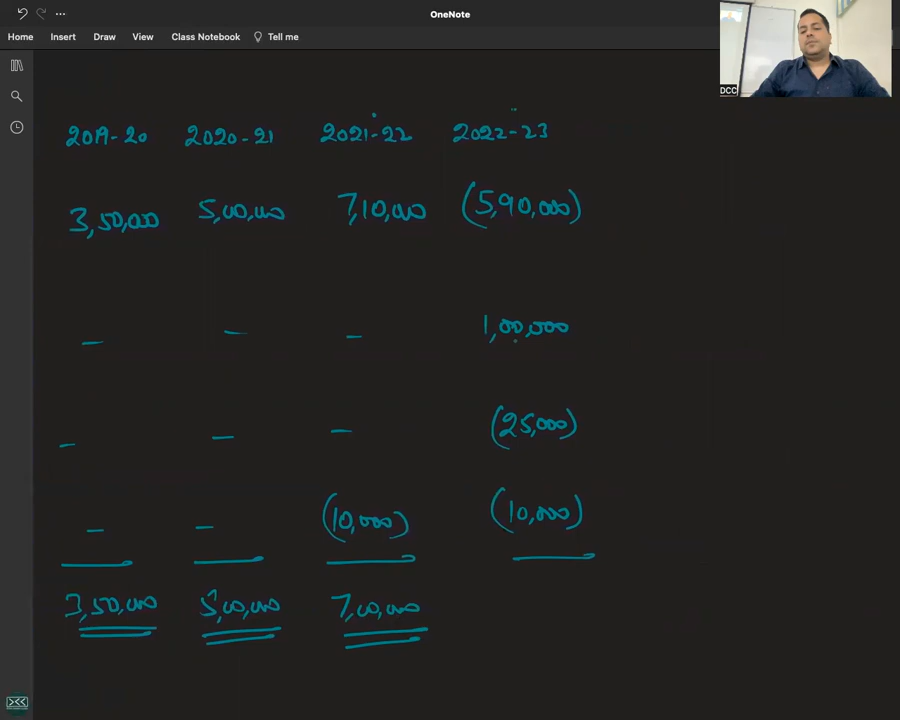 OneNote
Home Insert Draw View Class Notebook Tell me
DCC
2019-20 2020-21 2021-22 2022-23
3,50,000 5,00,000 7,10,000 (5,90,000)
- - - 1,00,000
- - - (25,000)
- - (10,000) (10,000)
3,50,000 5,00,000 7,00,000